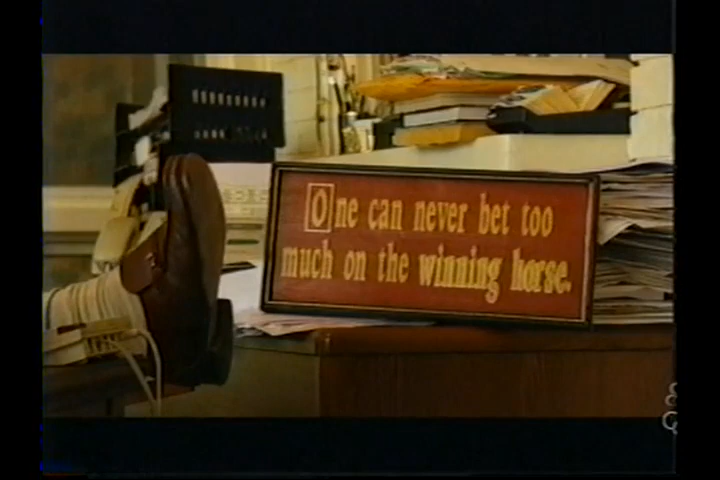 One can never bet too
much on the winning horse.